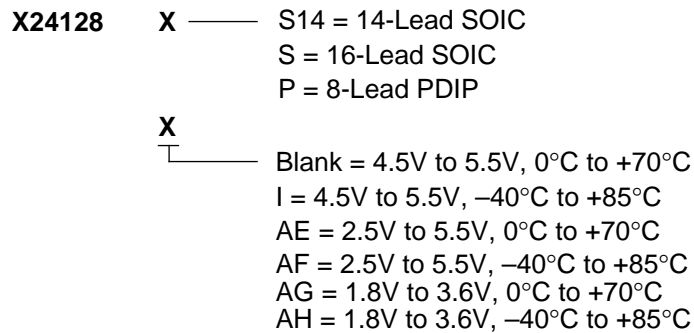 X24128 X S14 = 14-Lead SOIC
S = 16-Lead SOIC
P = 8-Lead PDIP
X
Blank = 4.5V to 5.5V, 0°C to +70°C
I = 4.5V to 5.5V, –40°C to +85°C
AE = 2.5V to 5.5V, 0°C to +70°C
AF = 2.5V to 5.5V, –40°C to +85°C
AG = 1.8V to 3.6V, 0°C to +70°C
AH = 1.8V to 3.6V, –40°C to +85°C